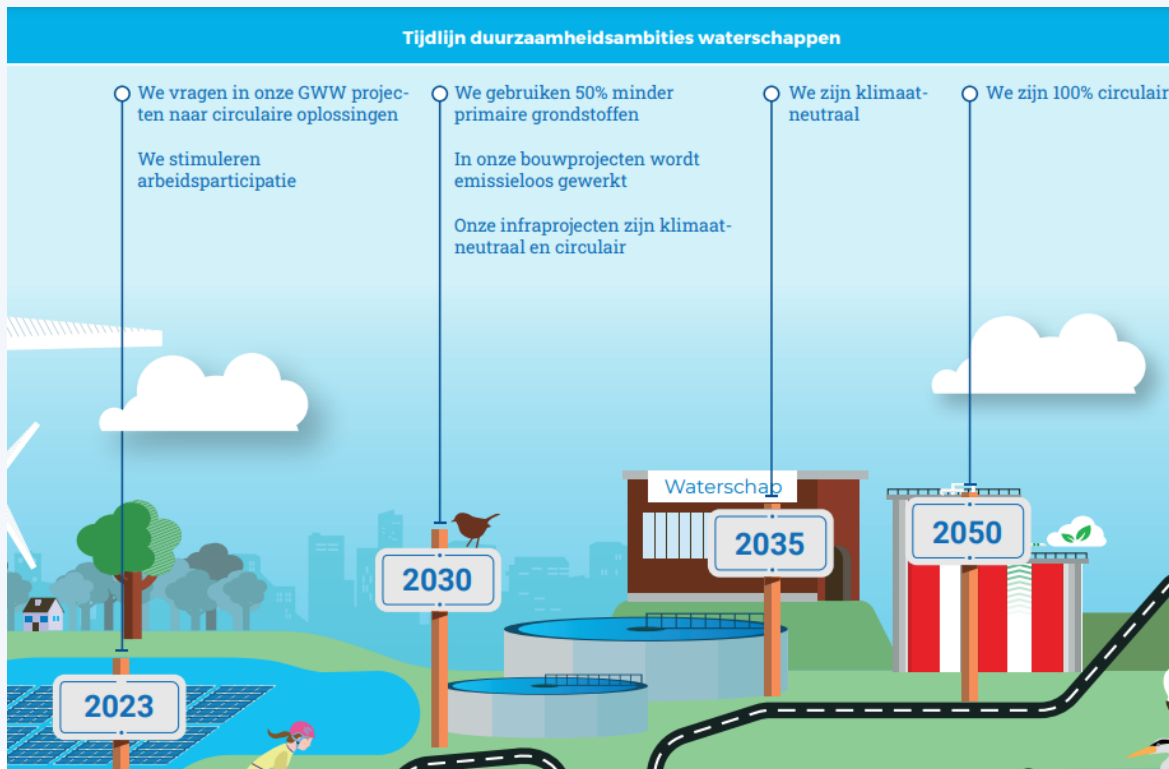 Tijdlijn duurzaamheidsambities waterschappen
We vragen in onze GWW projec-
ten naar circulaire oplossingen
We stimuleren
arbeidsparticipatie
We gebruiken 50% minder
primaire grondstoffen
In onze bouwprojecten wordt
emissieloos gewerkt
Onze infraprojecten zijn klimaat-
neutraal en circulair
We zijn klimaat-
neutraal
We zijn 100% circulair
Waterschap
2023
2030
2035
2050